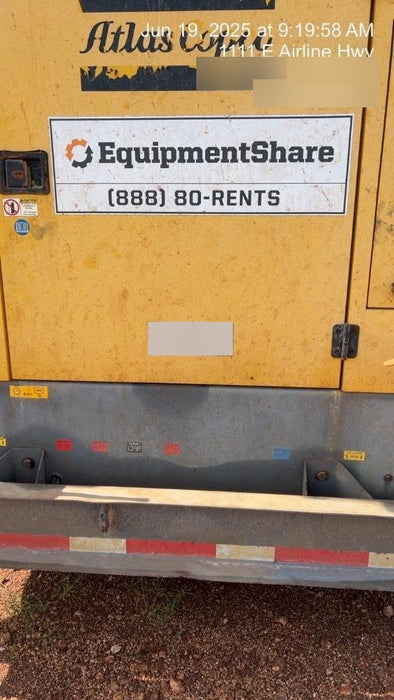 Jun 19, 2025 at 9:19:58 AM
1111 E Airline Hwy
Atlas Copco
EquipmentShare
(888) 80-RENTS